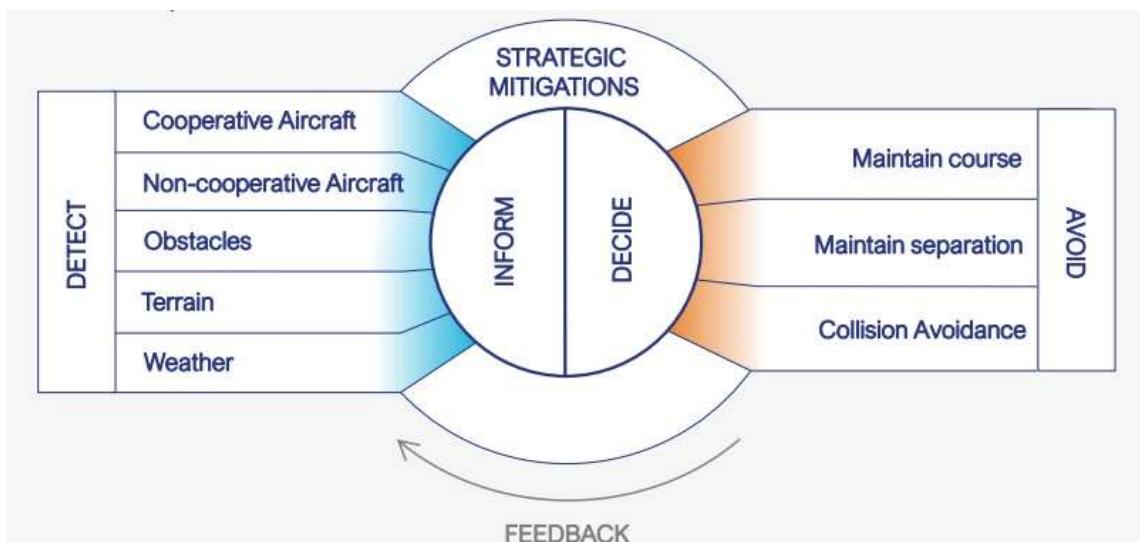 STRATEGIC
MITIGATIONS
DETECT
Cooperative Aircraft
Non-cooperative Aircraft
Obstacles
Terrain
Weather
INFORM
DECIDE
Maintain course
Maintain separation
Collision Avoidance
AVOID
FEEDBACK